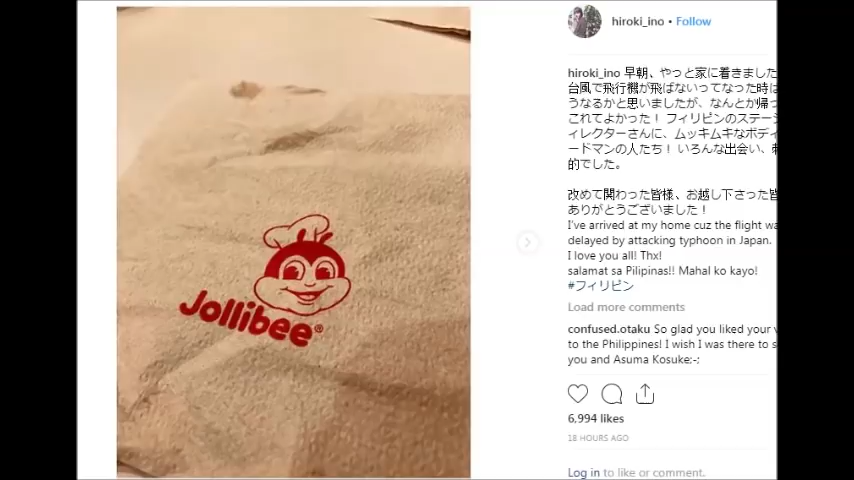 Jollibee®
hiroki_ino • Follow
hiroki_ino 早朝、やっと家に着きました
台風で飛行機が飛ばないってなった時は
うなるかと思いましたが、なんとか帰っ
これてよかった！ フィリピンのステージ
ィレクターさんに、ムッキムキなボディ
ードマンの人たち！ いろんな出会い、刺
的でした。
改めて関わった皆様、お越し下さった皆
ありがとうございました！
I've arrived at my home cuz the flight wa
delayed by attacking typhoon in Japan.
I love you all! Thx!
salamat sa Pilipinas!! Mahal ko kayo!
#フィリピン
Load more comments
confused.otaku So glad you liked your v
to the Philippines! I wish I was there to s
you and Asuma Kosuke;-;
6,994 likes
18 HOURS AGO
Log in to like or comment.